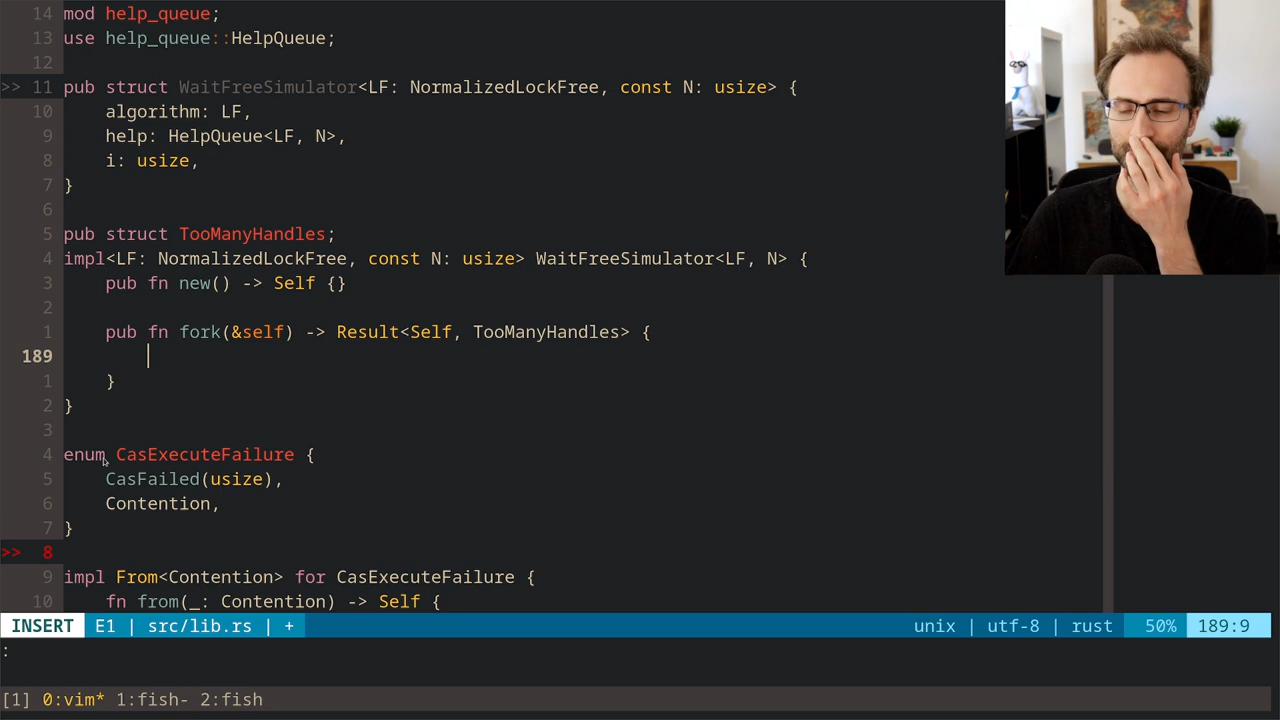 14 mod help_queue;
13 use help_queue::HelpQueue;
12
>> 11 pub struct WaitFreeSimulator<LF: NormalizedLockFree, const N: usize> {
10     algorithm: LF,
9     help: HelpQueue<LF, N>,
8     i: usize,
7 }
6
5 pub struct TooManyHandles;
4 impl<LF: NormalizedLockFree, const N: usize> WaitFreeSimulator<LF, N> {
3     pub fn new() -> Self {}
2
1     pub fn fork(&self) -> Result<Self, TooManyHandles> {
189
1     }
2 }
3
4 enum CasExecuteFailure {
5     CasFailed(usize),
6     Contention,
7 }
>> 8
9 impl From<Contention> for CasExecuteFailure {
10     fn from(_: Contention) -> Self {
INSERT E1 | src/lib.rs | + unix | utf-8 | rust 50% 189:9
:
[1] 0:vim* 1:fish- 2:fish